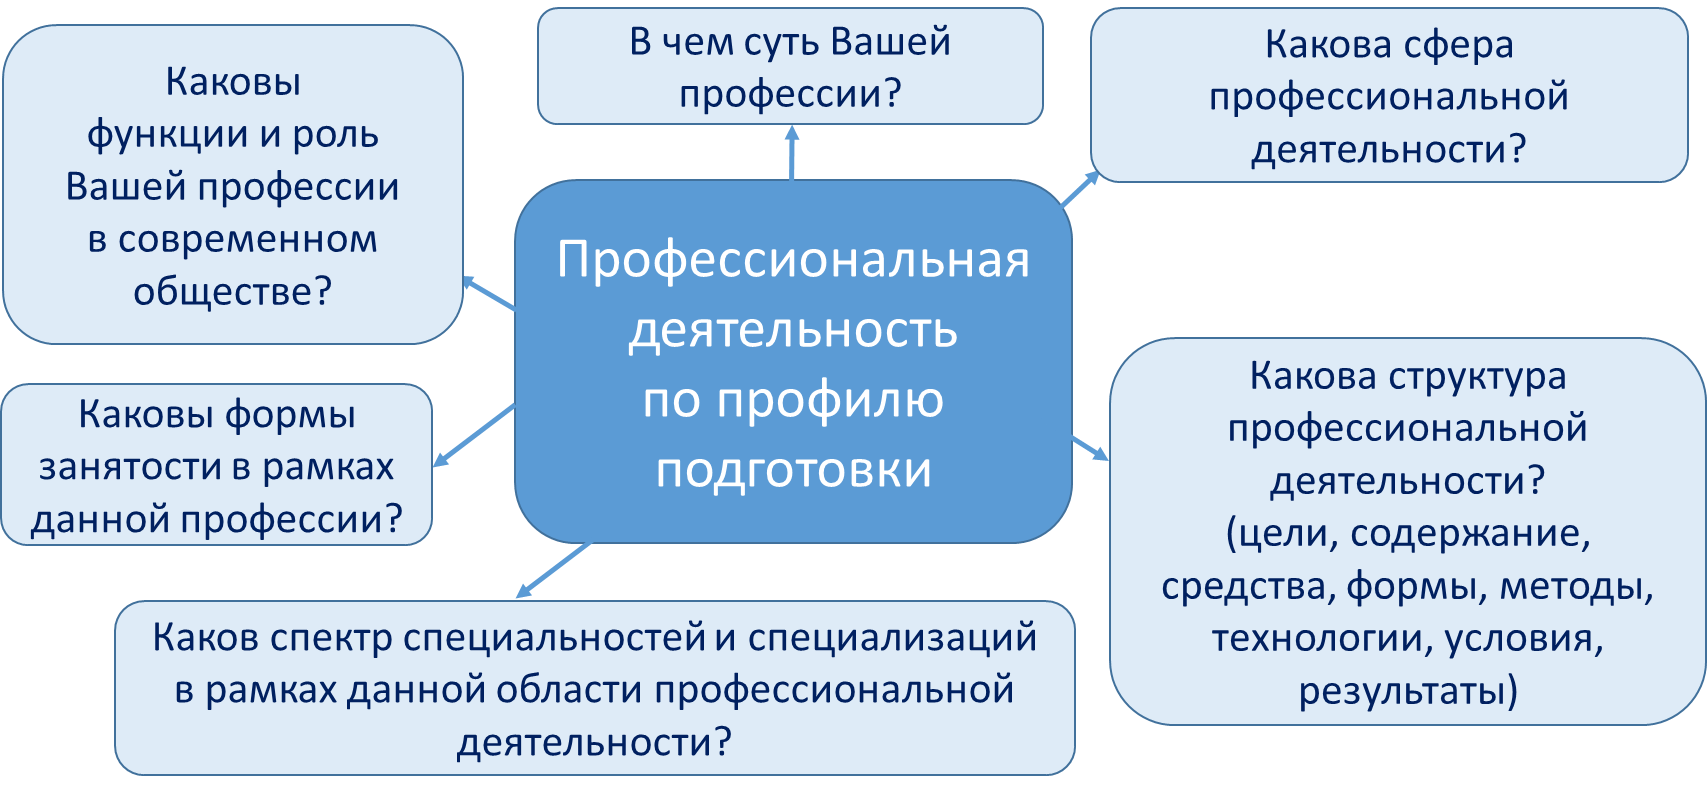 Каковы
функции и роль
Вашей профессии
в современном
обществе?
В чем суть Вашей
профессии?
Какова сфера
профессиональной
деятельности?
Профессиональная
деятельность
по профилю
подготовки
Каковы формы
занятости в рамках
данной профессии?
Какова структура
профессиональной
деятельности?
(цели, содержание,
средства, формы, методы,
технологии, условия,
результаты)
Каков спектр специальностей и специализаций
в рамках данной области профессиональной
деятельности?